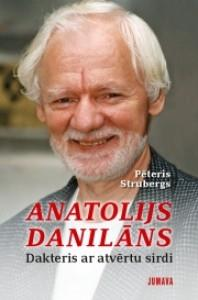 Pēteris
Strubergs
ANATOLIJS
DANILĀNS
Dakteris ar atvērtu sirdi
JUMAVA